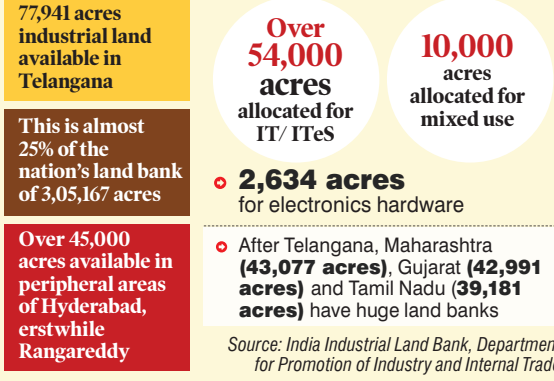 77,941 acres
industrial land
available in
Telangana
This is almost
25% of the
nation's land bank
of 3,05,167 acres
Over 45,000
acres available in
peripheral areas
of Hyderabad,
erstwhile
Rangareddy
Over
54,000
acres
allocated for
IT/ ITeS
10,000
acres
allocated for
mixed use
2,634 acres
for electronics hardware
After Telangana, Maharashtra
(43,077 acres), Gujarat (42,991
acres) and Tamil Nadu (39,181
acres) have huge land banks
Source: India Industrial Land Bank, Departmen
for Promotion of Industry and Internal Trad